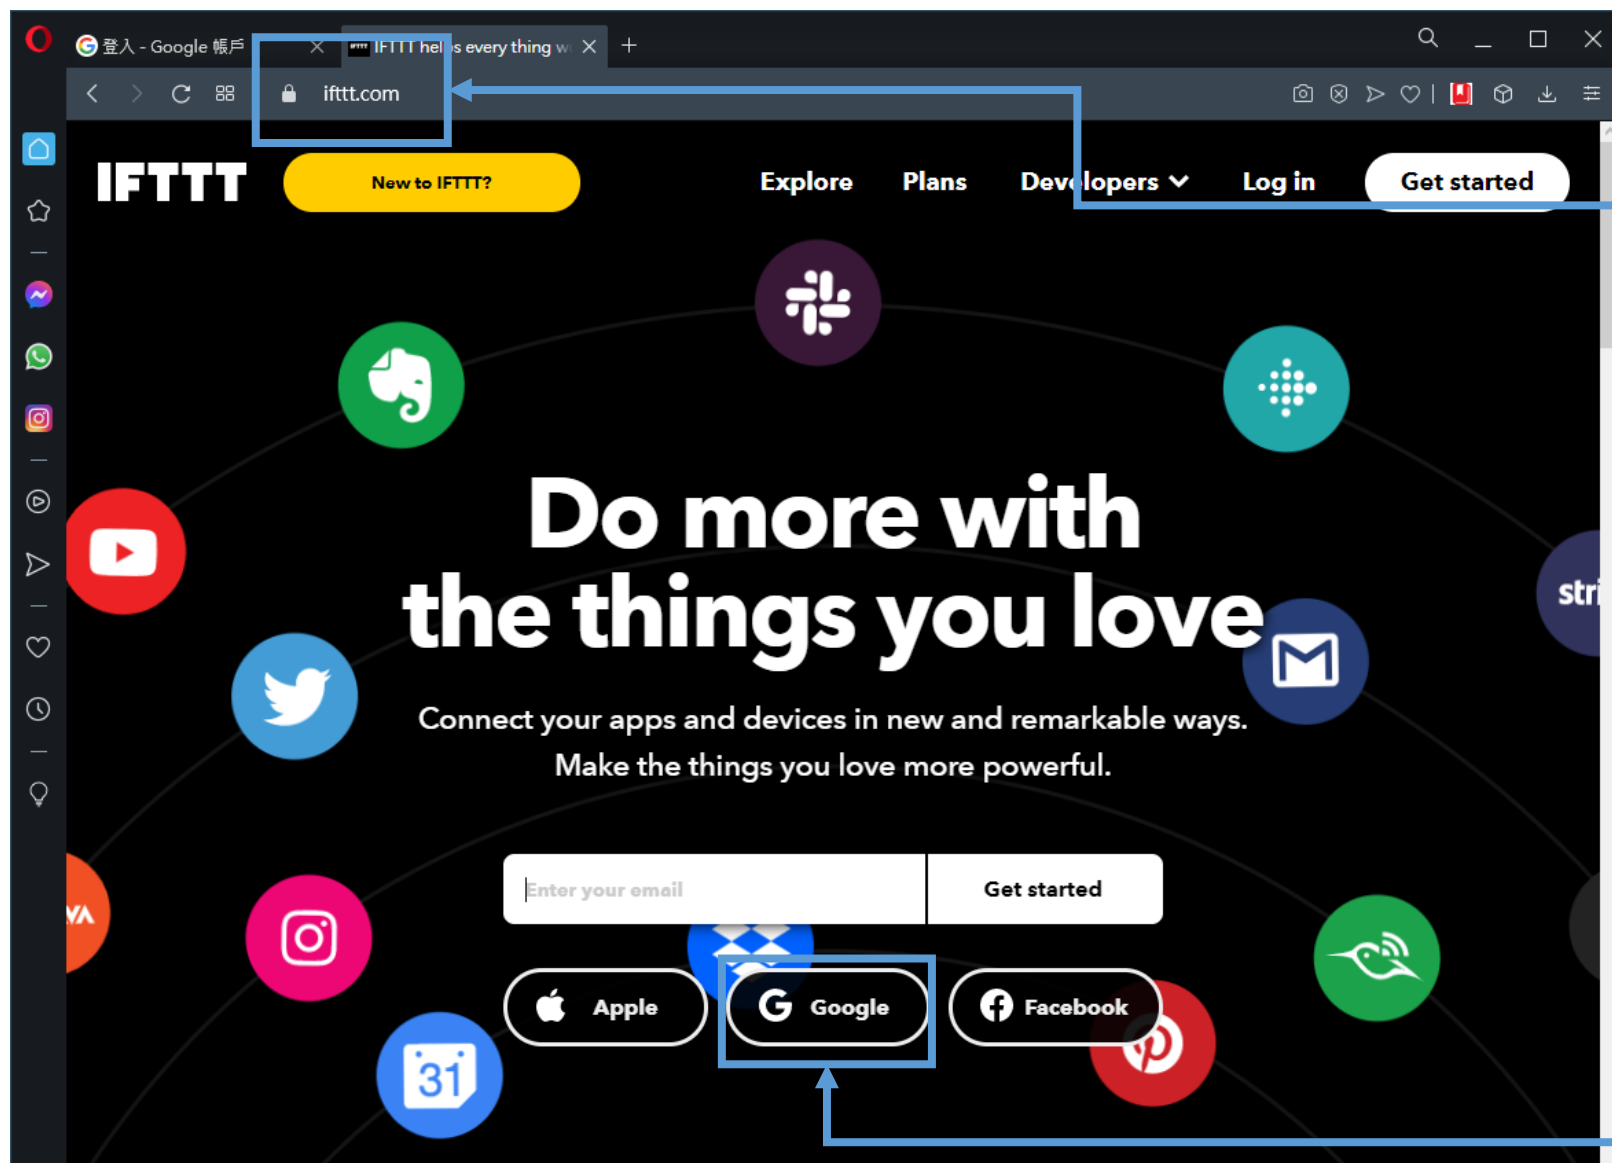 登入 - Google 帳戶
IFTTT helps every thing w
ifttt.com
IFTTT
New to IFTTT?
Explore
Plans
Developers
Log in
Get started
Do more with
the things you love
Connect your apps and devices in new and remarkable ways.
Make the things you love more powerful.
Enter your email
Get started
Apple
Google
Facebook
stri
VA
31